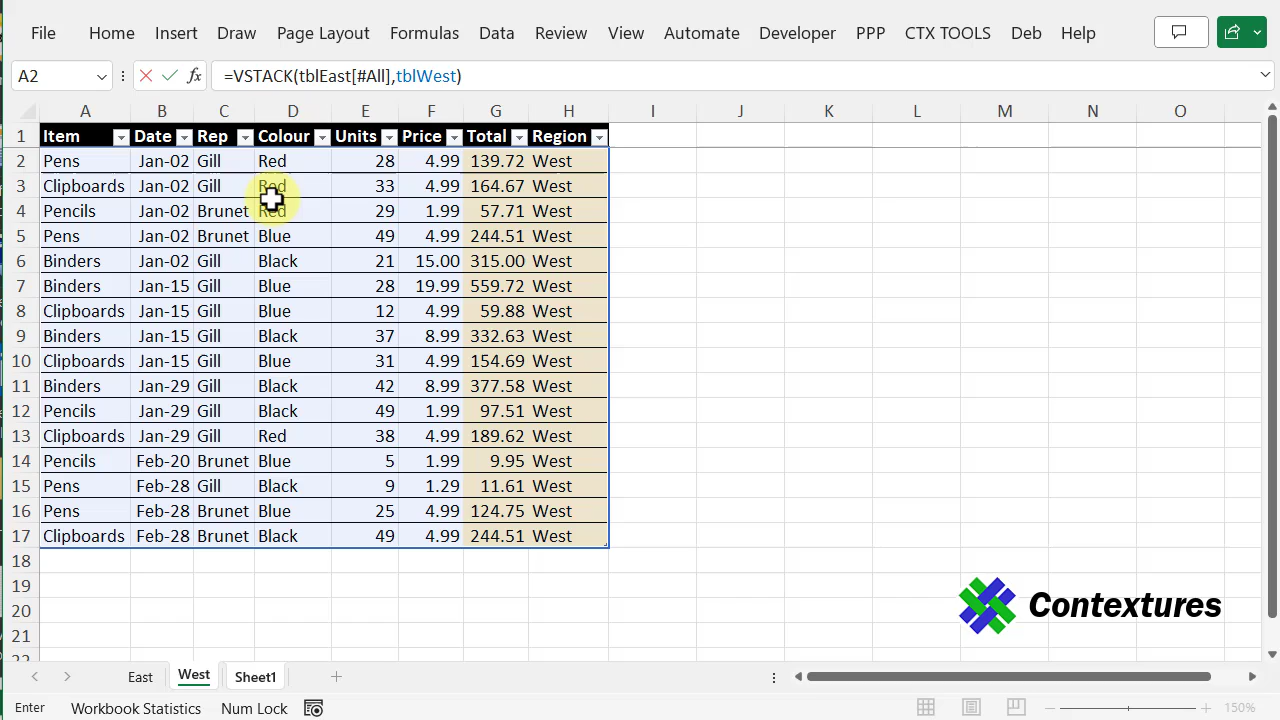 File Home Insert Draw Page Layout Formulas Data Review View Automate Developer PPP CTX TOOLS Deb Help
A2 fx =VSTACK(tblEast[#All],tblWest)
A B C D E F G H I J K L M N O
1 Item Date Rep Colour Units Price Total Region
2 Pens Jan-02 Gill Red 28 4.99 139.72 West
3 Clipboards Jan-02 Gill Red 33 4.99 164.67 West
4 Pencils Jan-02 Brunet Red 29 1.99 57.71 West
5 Pens Jan-02 Brunet Blue 49 4.99 244.51 West
6 Binders Jan-02 Gill Black 21 15.00 315.00 West
7 Binders Jan-15 Gill Blue 28 19.99 559.72 West
8 Clipboards Jan-15 Gill Blue 12 4.99 59.88 West
9 Binders Jan-15 Gill Black 37 8.99 332.63 West
10 Clipboards Jan-15 Gill Blue 31 4.99 154.69 West
11 Binders Jan-29 Gill Black 42 8.99 377.58 West
12 Pencils Jan-29 Gill Black 49 1.99 97.51 West
13 Clipboards Jan-29 Gill Red 38 4.99 189.62 West
14 Pencils Feb-20 Brunet Blue 5 1.99 9.95 West
15 Pens Feb-28 Gill Black 9 1.29 11.61 West
16 Pens Feb-28 Brunet Blue 25 4.99 124.75 West
17 Clipboards Feb-28 Brunet Black 49 4.99 244.51 West
18
19
20
21
22
Contextures
East West Sheet1
Enter Workbook Statistics Num Lock 150%